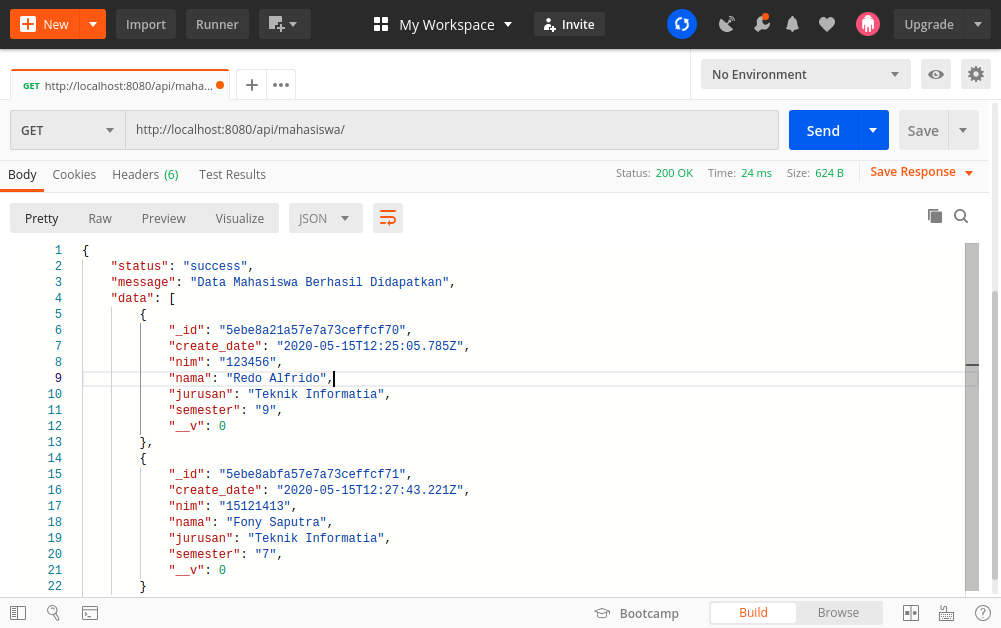 New Import Runner My Workspace Invite Upgrade
GET http://localhost:8080/api/maha... No Environment
GET http://localhost:8080/api/mahasiswa/ Send Save
Body Cookies Headers (6) Test Results Status: 200 OK Time: 24 ms Size: 624 B Save Response
Pretty Raw Preview Visualize JSON
1 {
2 "status": "success",
3 "message": "Data Mahasiswa Berhasil Didapatkan",
4 "data": [
5 {
6 "_id": "5ebe8a21a57e7a73ceffcf70",
7 "create_date": "2020-05-15T12:25:05.785Z",
8 "nim": "123456",
9 "nama": "Redo Alfrido",
10 "jurusan": "Teknik Informatia",
11 "semester": "9",
12 "__v": 0
13 },
14 {
15 "_id": "5ebe8abfa57e7a73ceffcf71",
16 "create_date": "2020-05-15T12:27:43.221Z",
17 "nim": "15121413",
18 "nama": "Fony Saputra",
19 "jurusan": "Teknik Informatia",
20 "semester": "7",
21 "__v": 0
22 }
Bootcamp Build Browse